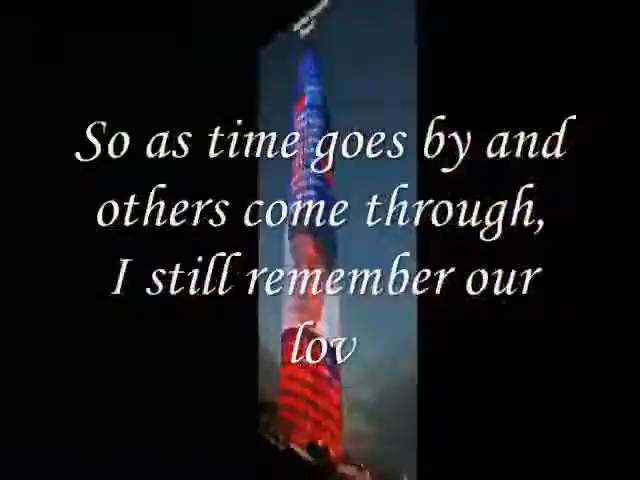 So as time goes by and
others come through,
I still remember our
lov